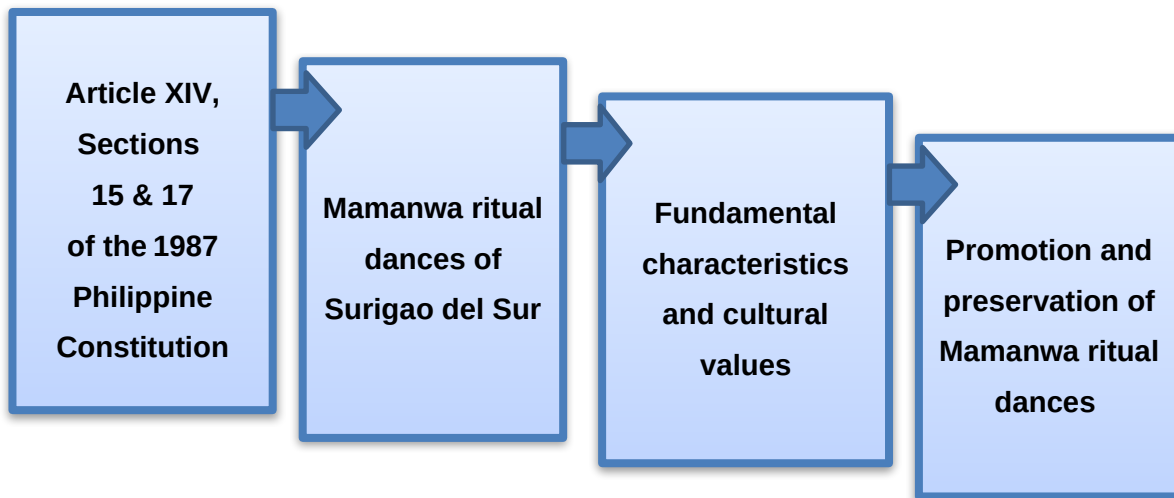 Article XIV,
Sections
15 & 17
of the 1987
Philippine
Constitution
Mamanwa ritual
dances of
Surigao del Sur
Fundamental
characteristics
and cultural
values
Promotion and
preservation of
Mamanwa ritual
dances